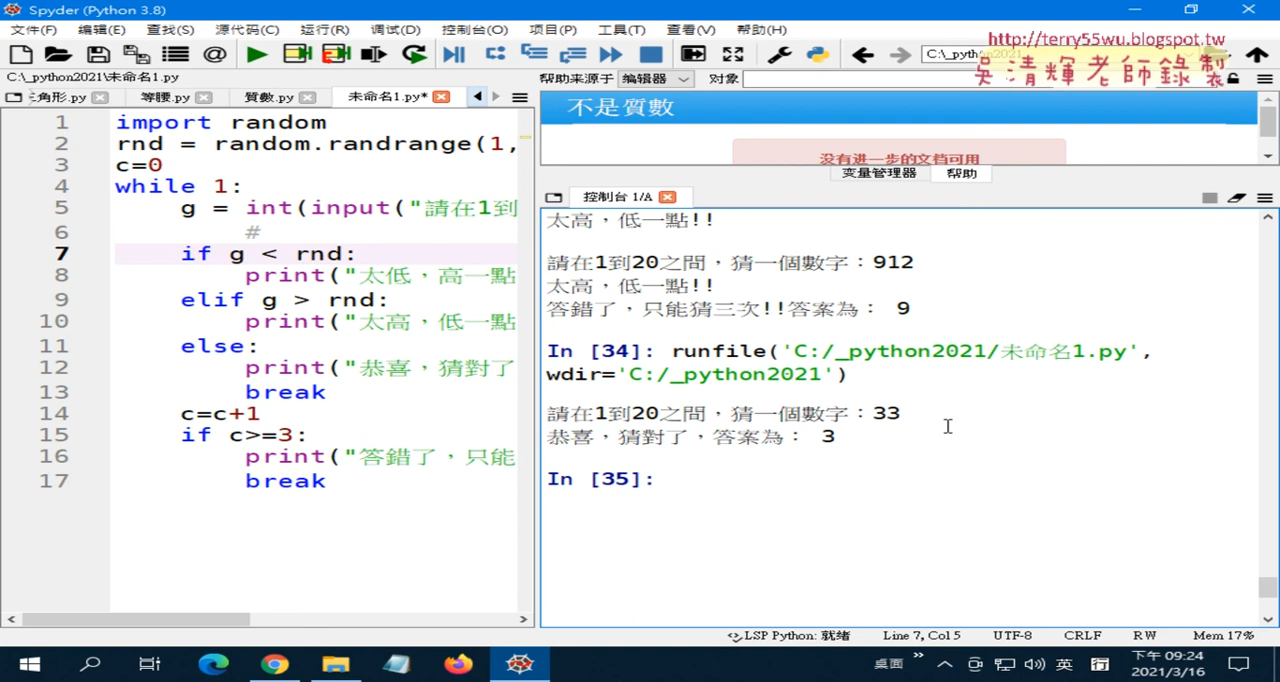 Spyder (Python 3.8)
文件(F) 编辑(E) 查找(S) 源代码(C) 运行(R) 调试(D) 控制台(O) 项目(P) 工具(T) 查看(V) 帮助(H)
http://terry55wu.blogspot.tw
吳清輝老師錄製
C:\_python2021\未命名1.py
帮助来源于 编辑器 对象
角形.py 等腰.py 質數.py 未命名1.py*
1 import random
2 rnd = random.randrange(1,
3 c=0
4 while 1:
5 g = int(input("請在1到
6 #
7 if g < rnd:
8 print("太低，高一點
9 elif g > rnd:
10 print("太高，低一點
11 else:
12 print("恭喜，猜對了
13 break
14 c=c+1
15 if c>=3:
16 print("答錯了，只能
17 break
不是質數
没有进一步的文档可用
变量管理器 帮助
控制台 1/A
太高，低一點!!
請在1到20之間，猜一個數字：912
太高，低一點!!
答錯了，只能猜三次!!答案為： 9
In [34]: runfile('C:/_python2021/未命名1.py',
wdir='C:/_python2021')
請在1到20之間，猜一個數字：33
恭喜，猜對了，答案為： 3
In [35]:
LSP Python: 就绪 Line 7, Col 5 UTF-8 CRLF RW Mem 17%
桌面 英 下午 09:24
2021/3/16